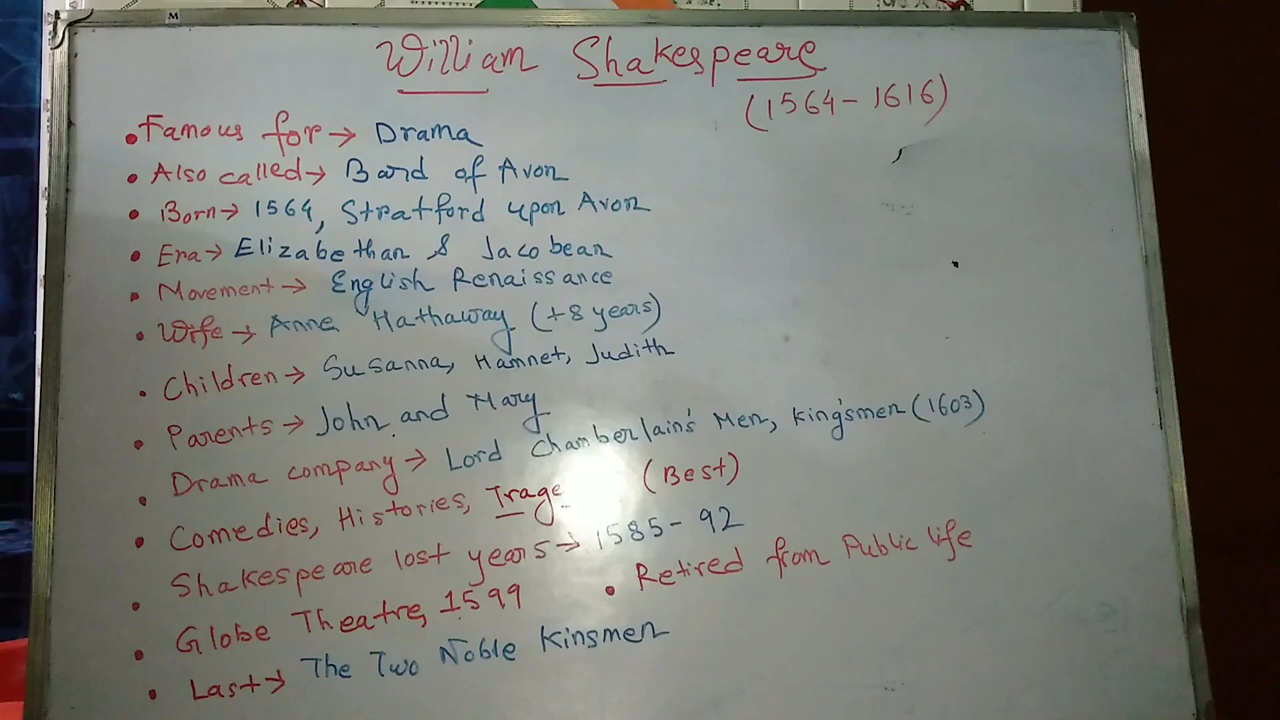 M
William Shakespeare
(1564-1616)
• Famous for → Drama
• Also called → Bard of Avon
• Born → 1564, Stratford upon Avon
• Era → Elizabethan & Jacobean
• Movement → English Renaissance
• Wife → Anne Hathaway (+8 years)
• Children → Susanna, Hamnet, Judith
• Parents → John and Mary
• Drama company → Lord Chamberlain's Men, King'smen (1603)
• Comedies, Histories, Trage (Best)
• Shakespeare lost years → 1585-92
• Globe Theatre, 1599 • Retired from Public life
• Last → The Two Noble Kinsmen